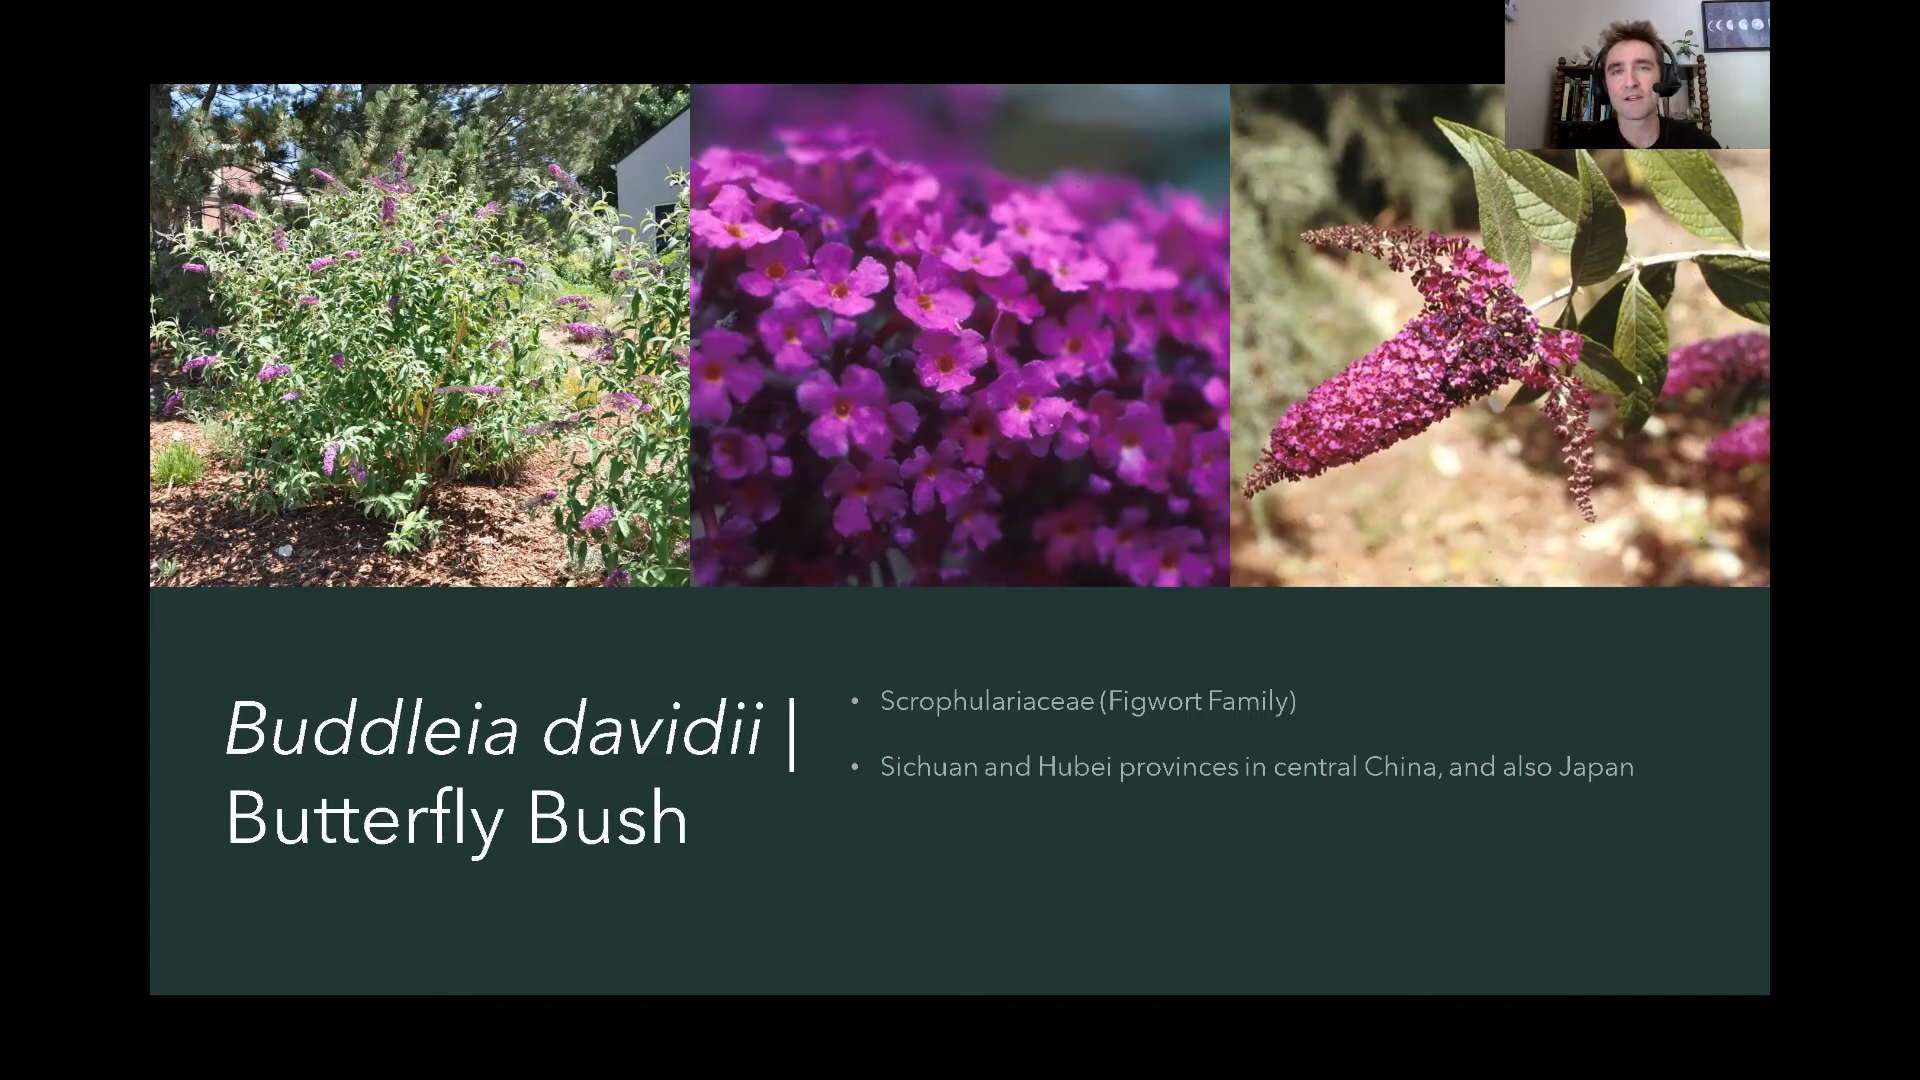 Buddleia davidii |
Butterfly Bush
• Scrophulariaceae (Figwort Family)
• Sichuan and Hubei provinces in central China, and also Japan